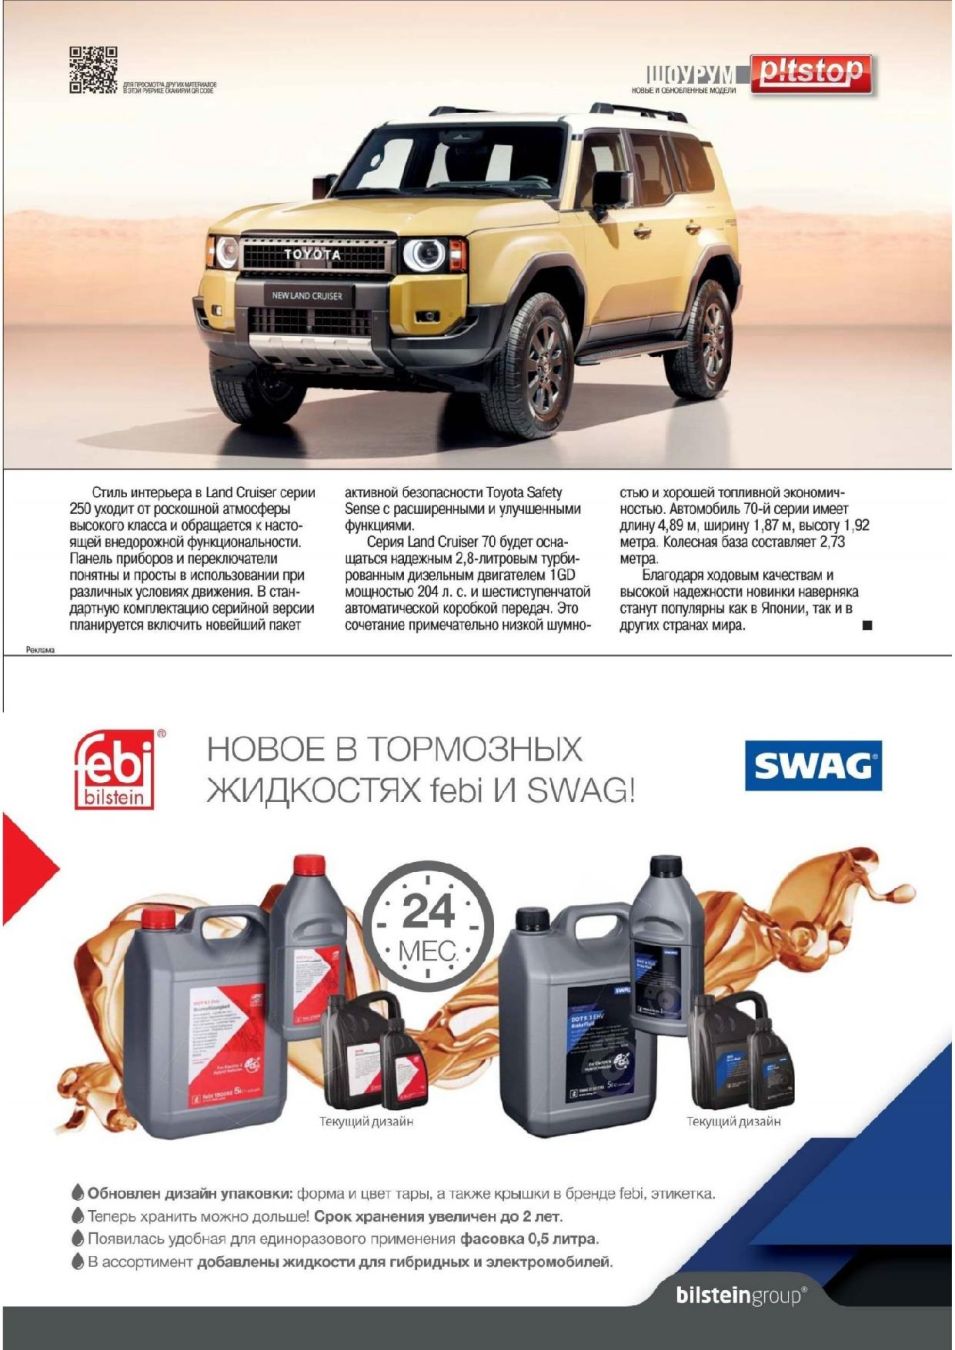 ДЛЯ ПРОСМОТРА ДРУГИХ МАТЕРИАЛОВ
В ЭТОЙ РУБРИКЕ СКАНИРУЙ QR CODE
ШОУРУМ
НОВЫЕ И ОБНОВЛЕННЫЕ МОДЕЛИ
pitstop
TOYOTA
NEW LAND CRUISER
Стиль интерьера в Land Cruiser серии
250 уходит от роскошной атмосферы
высокого класса и обращается к насто-
ящей внедорожной функциональности.
Панель приборов и переключатели
понятны и просты в использовании при
различных условиях движения. В стан-
дартную комплектацию серийной версии
планируется включить новейший пакет
активной безопасности Toyota Safety
Sense с расширенными и улучшенными
функциями.
Серия Land Cruiser 70 будет осна-
щаться надежным 2,8-литровым турби-
рованным дизельным двигателем 1GD
мощностью 204 л. с. и шестиступенчатой
автоматической коробкой передач. Это
сочетание примечательно низкой шумно-
стью и хорошей топливной экономич-
ностью. Автомобиль 70-й серии имеет
длину 4,89 м, ширину 1,87 м, высоту 1,92
метра. Колесная база составляет 2,73
метра.
Благодаря ходовым качествам и
высокой надежности новинки наверняка
станут популярны как в Японии, так и в
других странах мира.
Реклама
febi®
bilstein
НОВОЕ В ТОРМОЗНЫХ
ЖИДКОСТЯХ febi И SWAG!
SWAG®
24
МЕС.
SWAG
DOT 5.1 EHV
5L
Текущий дизайн
Текущий дизайн
Обновлен дизайн упаковки: форма и цвет тары, а также крышки в бренде febi, этикетка.
Теперь хранить можно дольше! Срок хранения увеличен до 2 лет.
Появилась удобная для единоразового применения фасовка 0,5 литра.
В ассортимент добавлены жидкости для гибридных и электромобилей.
bilsteingroup®